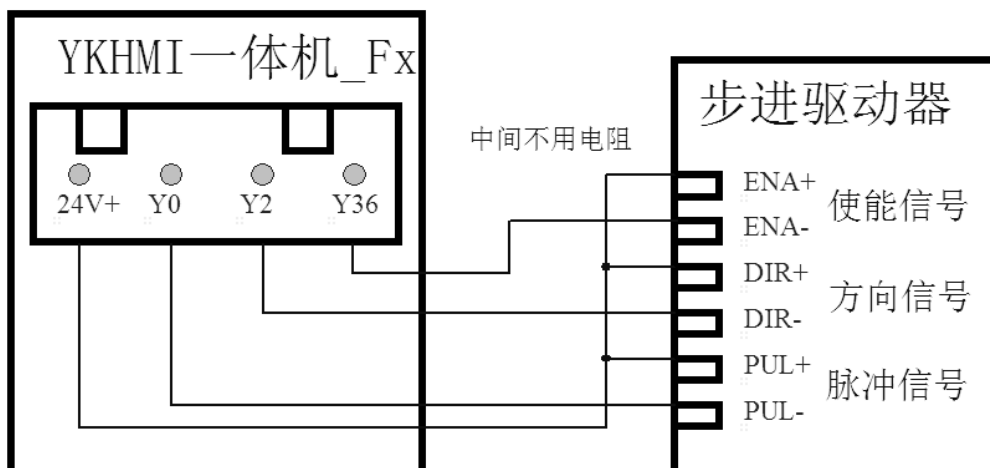 YKHMI一体机_Fx
24V+ Y0 Y2 Y36
中间不用电阻
步进驱动器
ENA+
使能信号
ENA-
DIR+
方向信号
DIR-
PUL+
脉冲信号
PUL-